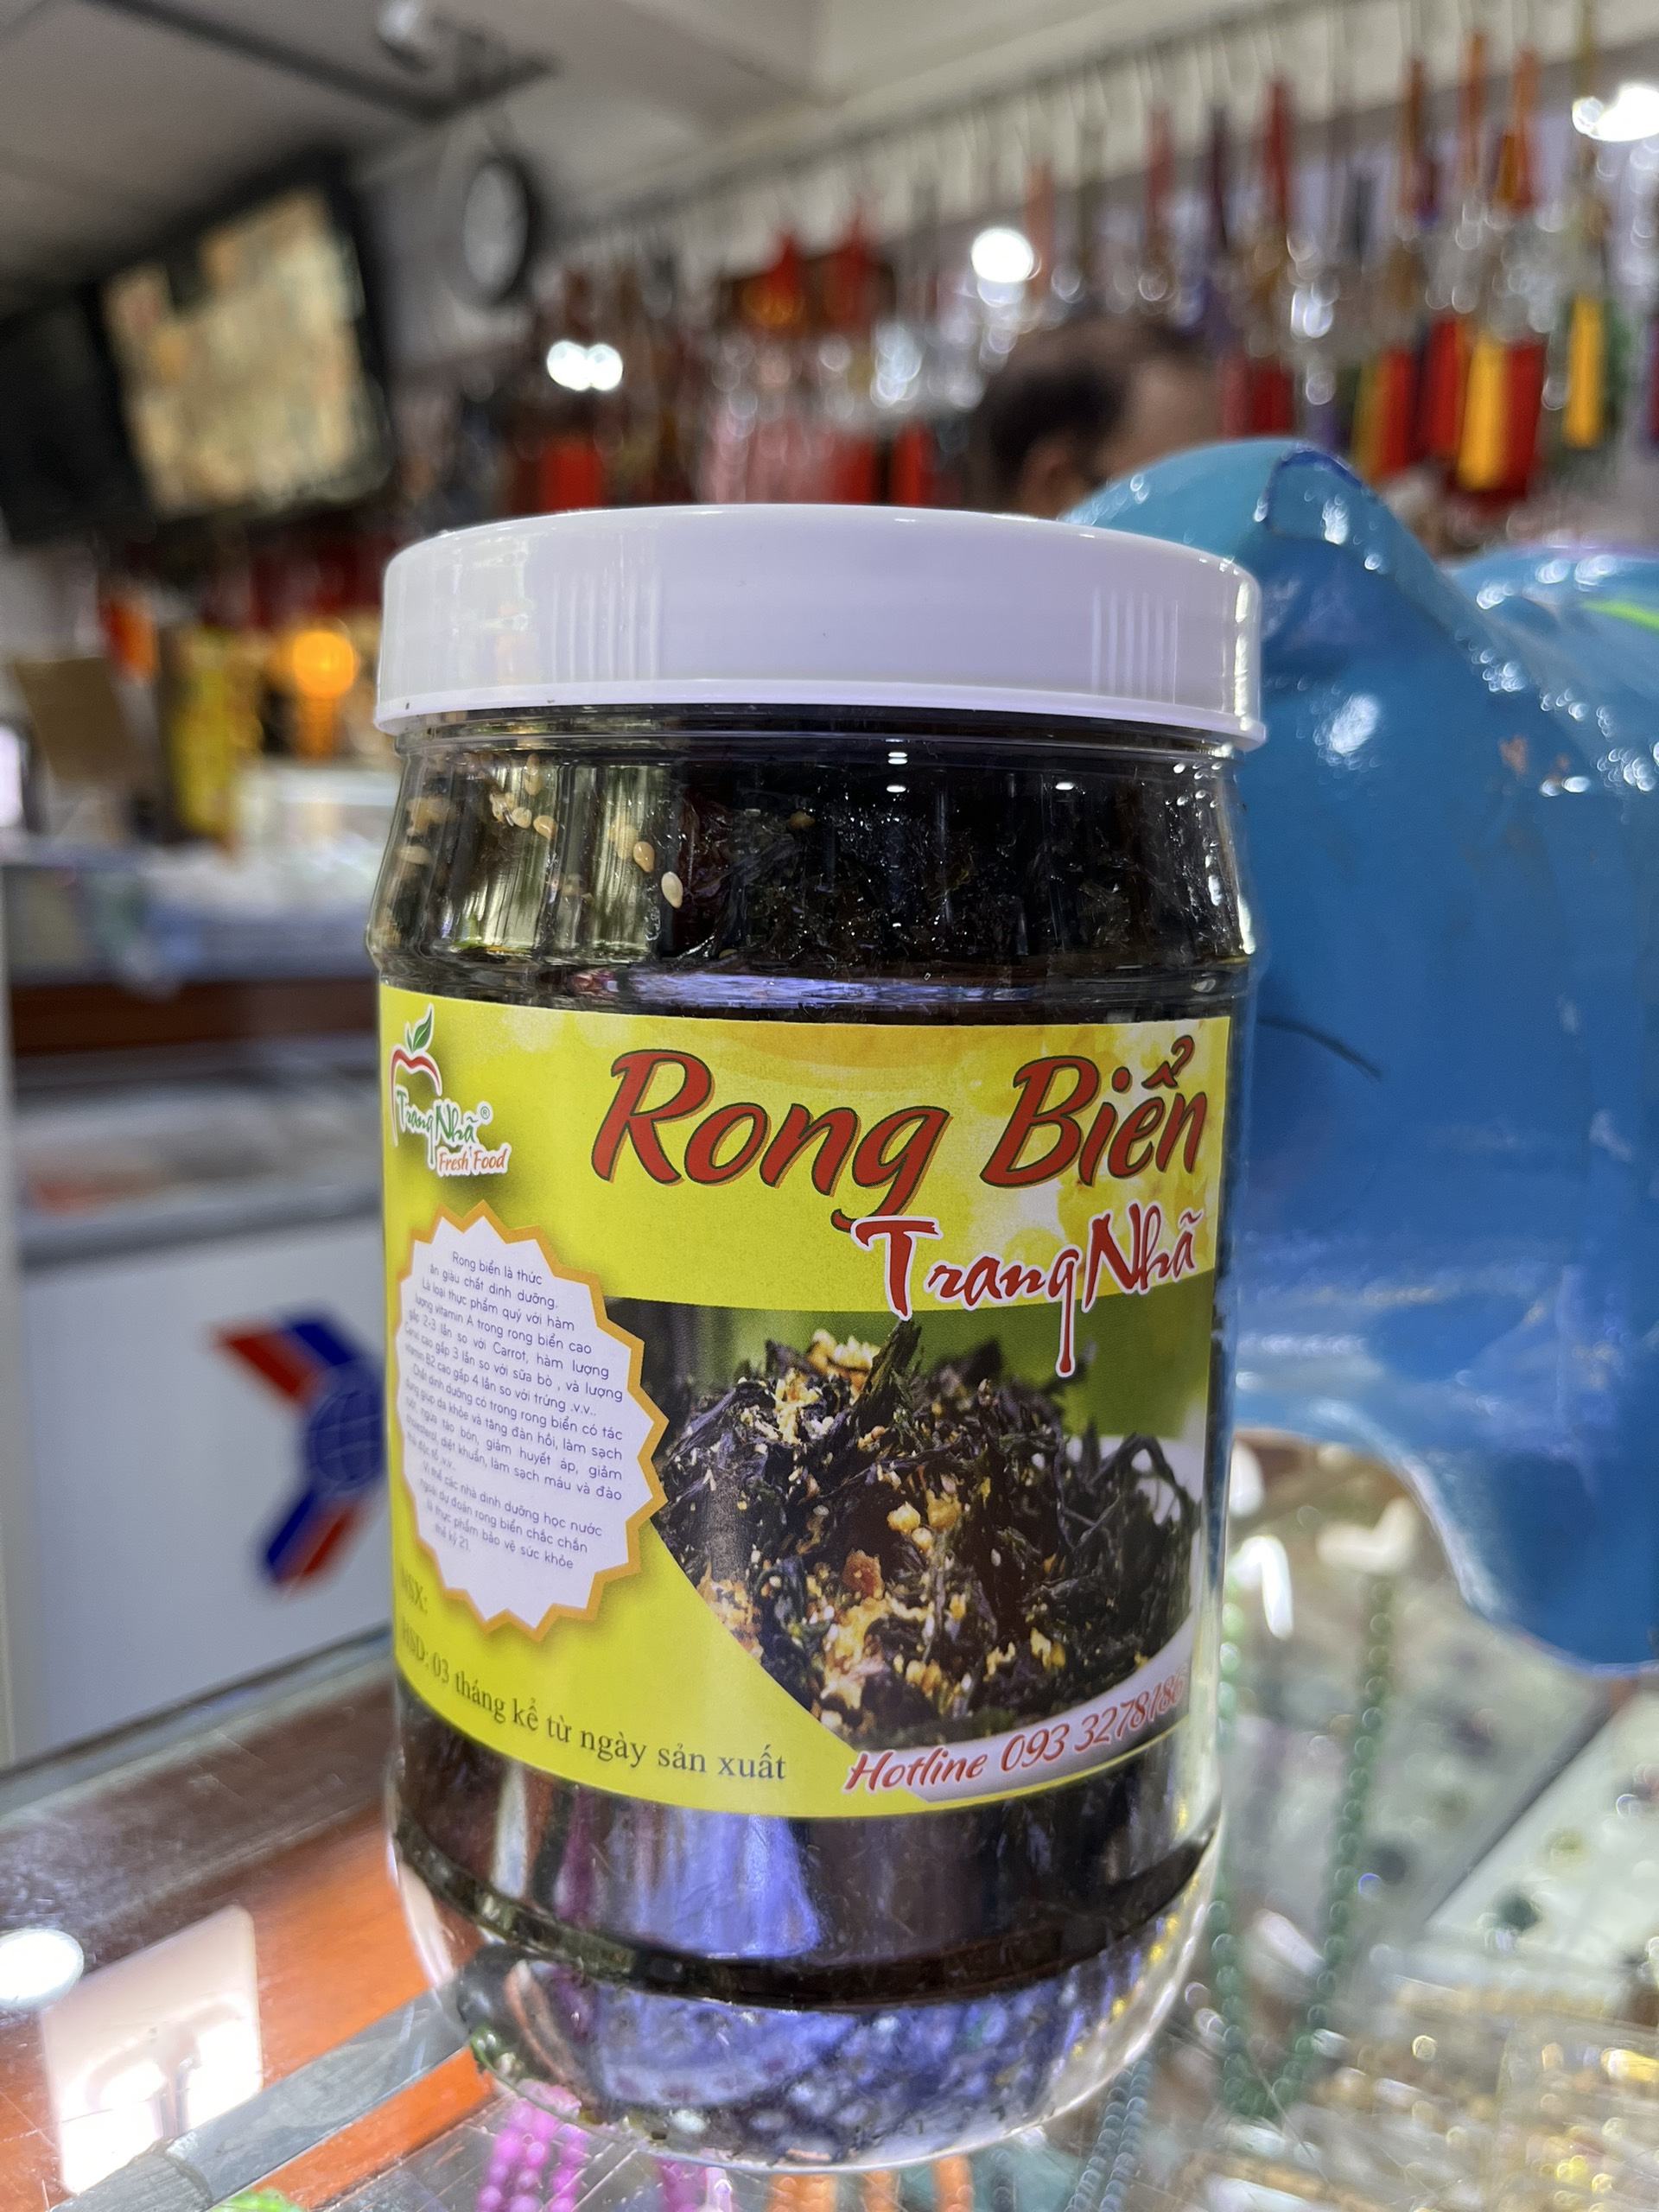 TrangNhã®
Fresh Food
Rong Biển
TrangNhã
Rong biển là thức
ăn giàu chất dinh dưỡng.
Là loại thực phẩm quý với hàm
lượng vitamin A trong rong biển cao
gấp 2-3 lần so với Carrot, hàm lượng
Canxi cao gấp 3 lần so với sữa bò , và lượng
vitamin B2 cao gấp 4 lần so với trứng .v.v..
Chất dinh dưỡng có trong rong biển có tác
dụng giúp da khỏe và tăng đàn hồi, làm sạch
ruột, ngừa táo bón, giảm huyết áp, giảm
cholesterol, diệt khuẩn, làm sạch máu và đào
thải độc tố .v.v.
Vì thế các nhà dinh dưỡng học nước
ngoài dự đoán rong biển chắc chắn
là thực phẩm bảo vệ sức khỏe
thế kỷ 21.
NSX:
HSD: 03 tháng kể từ ngày sản xuất
Hotline 093 3278186